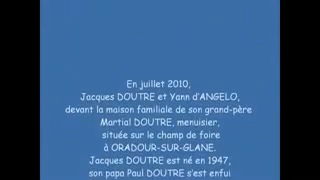 En juillet 2010,
Jacques DOUTRE et Yann d'ANGELO,
devant la maison familiale de son grand-père
Martial DOUTRE, menuisier,
située sur le champ de foire
à ORADOUR-SUR-GLANE.
Jacques DOUTRE est né en 1947,
son papa Paul DOUTRE s'est enfui